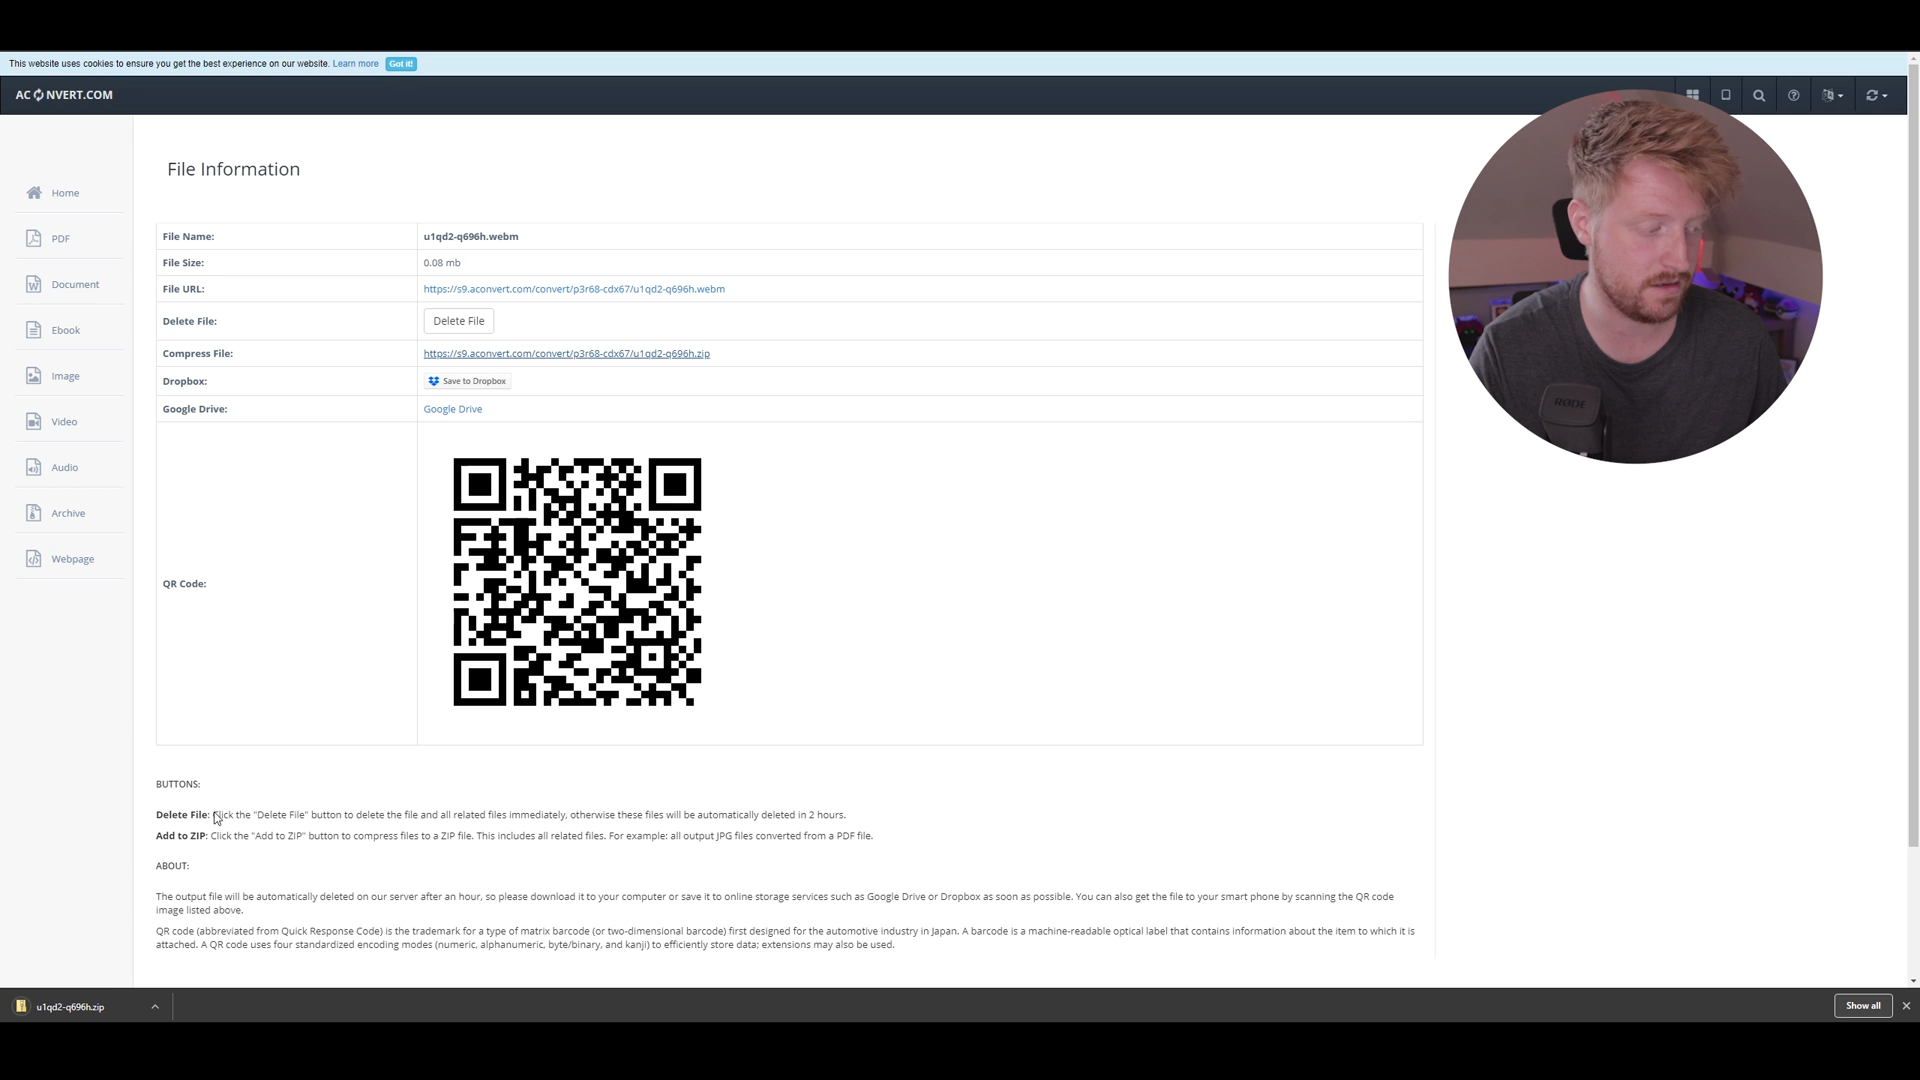 This website uses cookies to ensure you get the best experience on our website. Learn more Got it!
AC NVERT.COM
Home
PDF
Document
Ebook
Image
Video
Audio
Archive
Webpage
File Information
File Name: u1qd2-q696h.webm
File Size: 0.08 mb
File URL: https://s9.aconvert.com/convert/p3r68-cdx67/u1qd2-q696h.webm
Delete File: Delete File
Compress File: https://s9.aconvert.com/convert/p3r68-cdx67/u1qd2-q696h.zip
Dropbox: Save to Dropbox
Google Drive: Google Drive
QR Code:
RØDE
BUTTONS:
Delete File: Click the "Delete File" button to delete the file and all related files immediately, otherwise these files will be automatically deleted in 2 hours.
Add to ZIP: Click the "Add to ZIP" button to compress files to a ZIP file. This includes all related files. For example: all output JPG files converted from a PDF file.
ABOUT:
The output file will be automatically deleted on our server after an hour, so please download it to your computer or save it to online storage services such as Google Drive or Dropbox as soon as possible. You can also get the file to your smart phone by scanning the QR code
image listed above.
QR code (abbreviated from Quick Response Code) is the trademark for a type of matrix barcode (or two-dimensional barcode) first designed for the automotive industry in Japan. A barcode is a machine-readable optical label that contains information about the item to which it is
attached. A QR code uses four standardized encoding modes (numeric, alphanumeric, byte/binary, and kanji) to efficiently store data; extensions may also be used.
u1qd2-q696h.zip
Show all